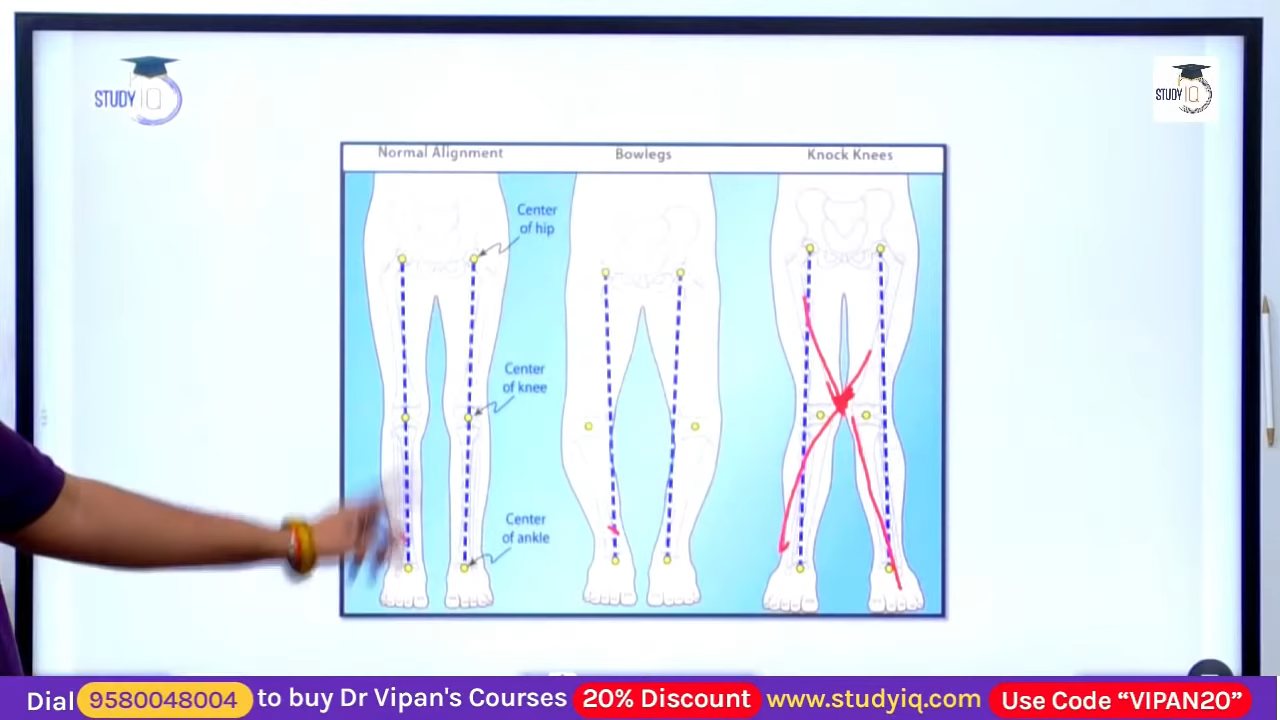 STUDY IQ
STUDY IQ
Normal Alignment
Bowlegs
Knock Knees
Center
of hip
Center
of knee
Center
of ankle
Dial 9580048004 to buy Dr Vipan's Courses 20% Discount www.studyiq.com Use Code “VIPAN20”